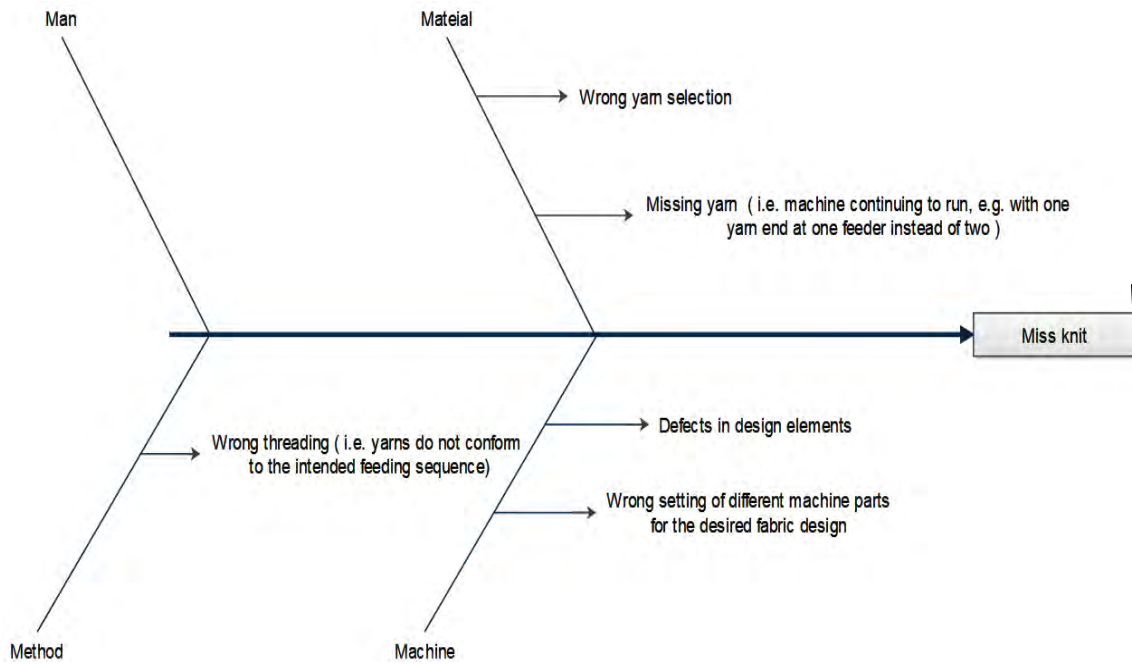 Man
Mateial
Wrong yarn selection
Missing yarn ( i.e. machine continuing to run, e.g. with one
yarn end at one feeder instead of two )
Miss knit
Defects in design elements
Wrong threading ( i.e. yarns do not conform
to the intended feeding sequence)
Wrong setting of different machine parts
for the desired fabric design
Method
Machine